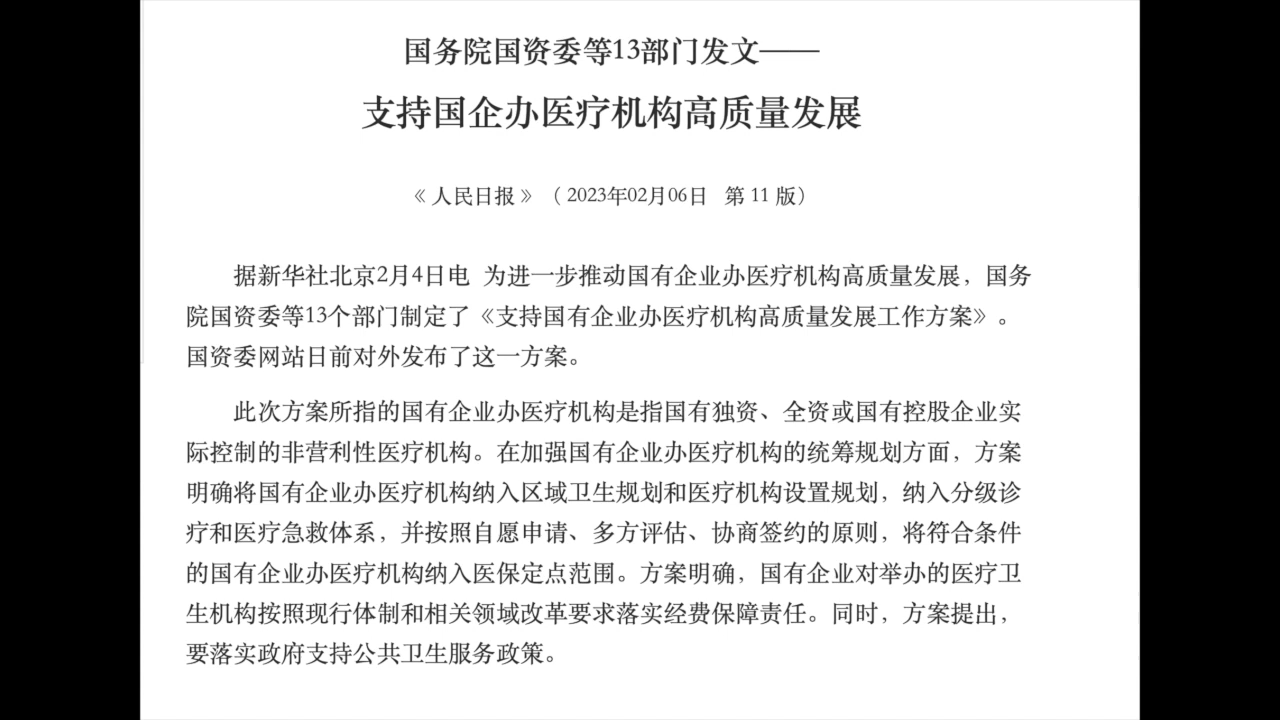 国务院国资委等13部门发文——
支持国企办医疗机构高质量发展
《 人民日报 》 （ 2023年02月06日 第 11 版）
据新华社北京2月4日电 为进一步推动国有企业办医疗机构高质量发展，国务
院国资委等13个部门制定了《支持国有企业办医疗机构高质量发展工作方案》。
国资委网站日前对外发布了这一方案。
此次方案所指的国有企业办医疗机构是指国有独资、全资或国有控股企业实
际控制的非营利性医疗机构。在加强国有企业办医疗机构的统筹规划方面，方案
明确将国有企业办医疗机构纳入区域卫生规划和医疗机构设置规划，纳入分级诊
疗和医疗急救体系，并按照自愿申请、多方评估、协商签约的原则，将符合条件
的国有企业办医疗机构纳入医保定点范围。方案明确，国有企业对举办的医疗卫
生机构按照现行体制和相关领域改革要求落实经费保障责任。同时，方案提出，
要落实政府支持公共卫生服务政策。